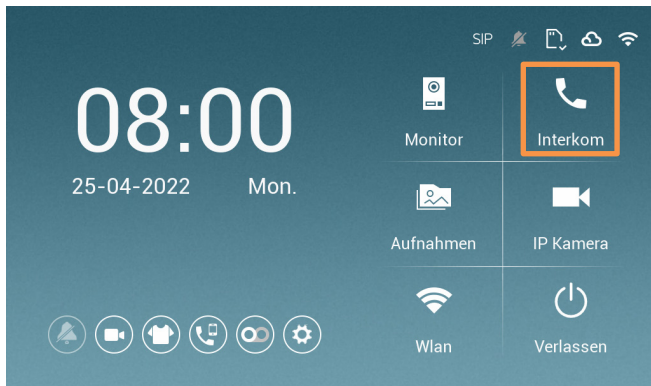 SIP
08:00
25-04-2022 Mon.
Monitor
Interkom
Aufnahmen
IP Kamera
Wlan
Verlassen